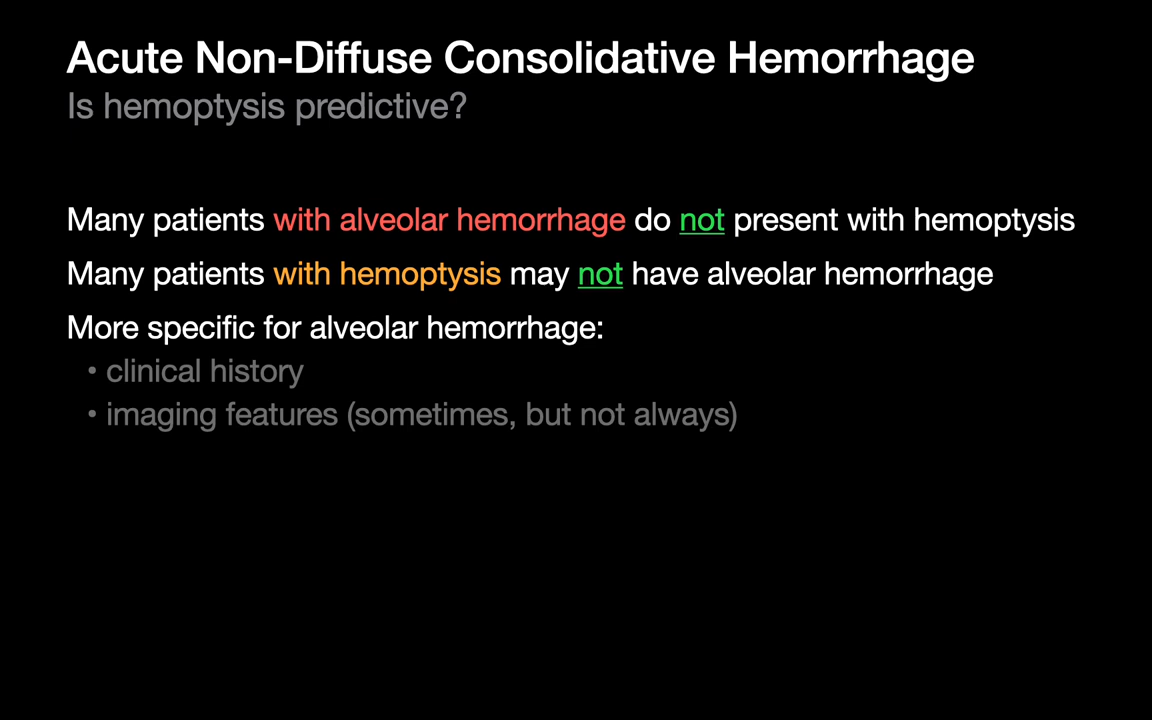 Acute Non-Diffuse Consolidative Hemorrhage
Is hemoptysis predictive?
Many patients with alveolar hemorrhage do not present with hemoptysis
Many patients with hemoptysis may not have alveolar hemorrhage
More specific for alveolar hemorrhage:
• clinical history
• imaging features (sometimes, but not always)